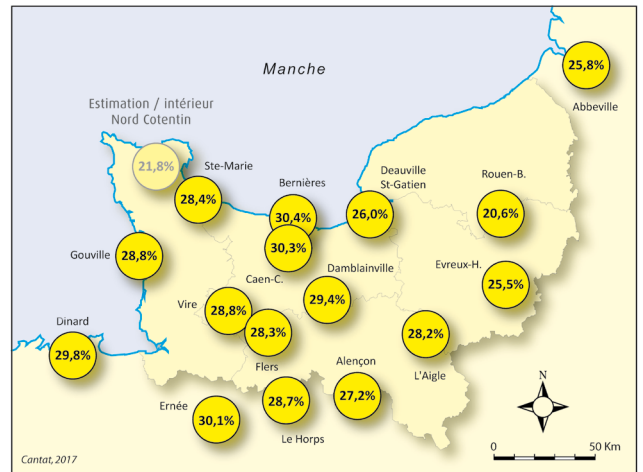 25,8%
Manche
Abbeville
Estimation / intérieur
Nord Cotentin
21,8%
Ste-Marie
Deauville
St-Gatien
Rouen-B.
28,4%
Bernières
30,4%
26,0%
20,6%
30,3%
Gouville
28,8%
Caen-C.
Damblainville
Evreux-H.
25,5%
29,4%
Vire
28,8%
28,3%
28,2%
Dinard
29,8%
Flers
Alençon
L'Aigle
27,2%
28,7%
Ernée
30,1%
Le Horps
N
0
50 Km
Cantat, 2017